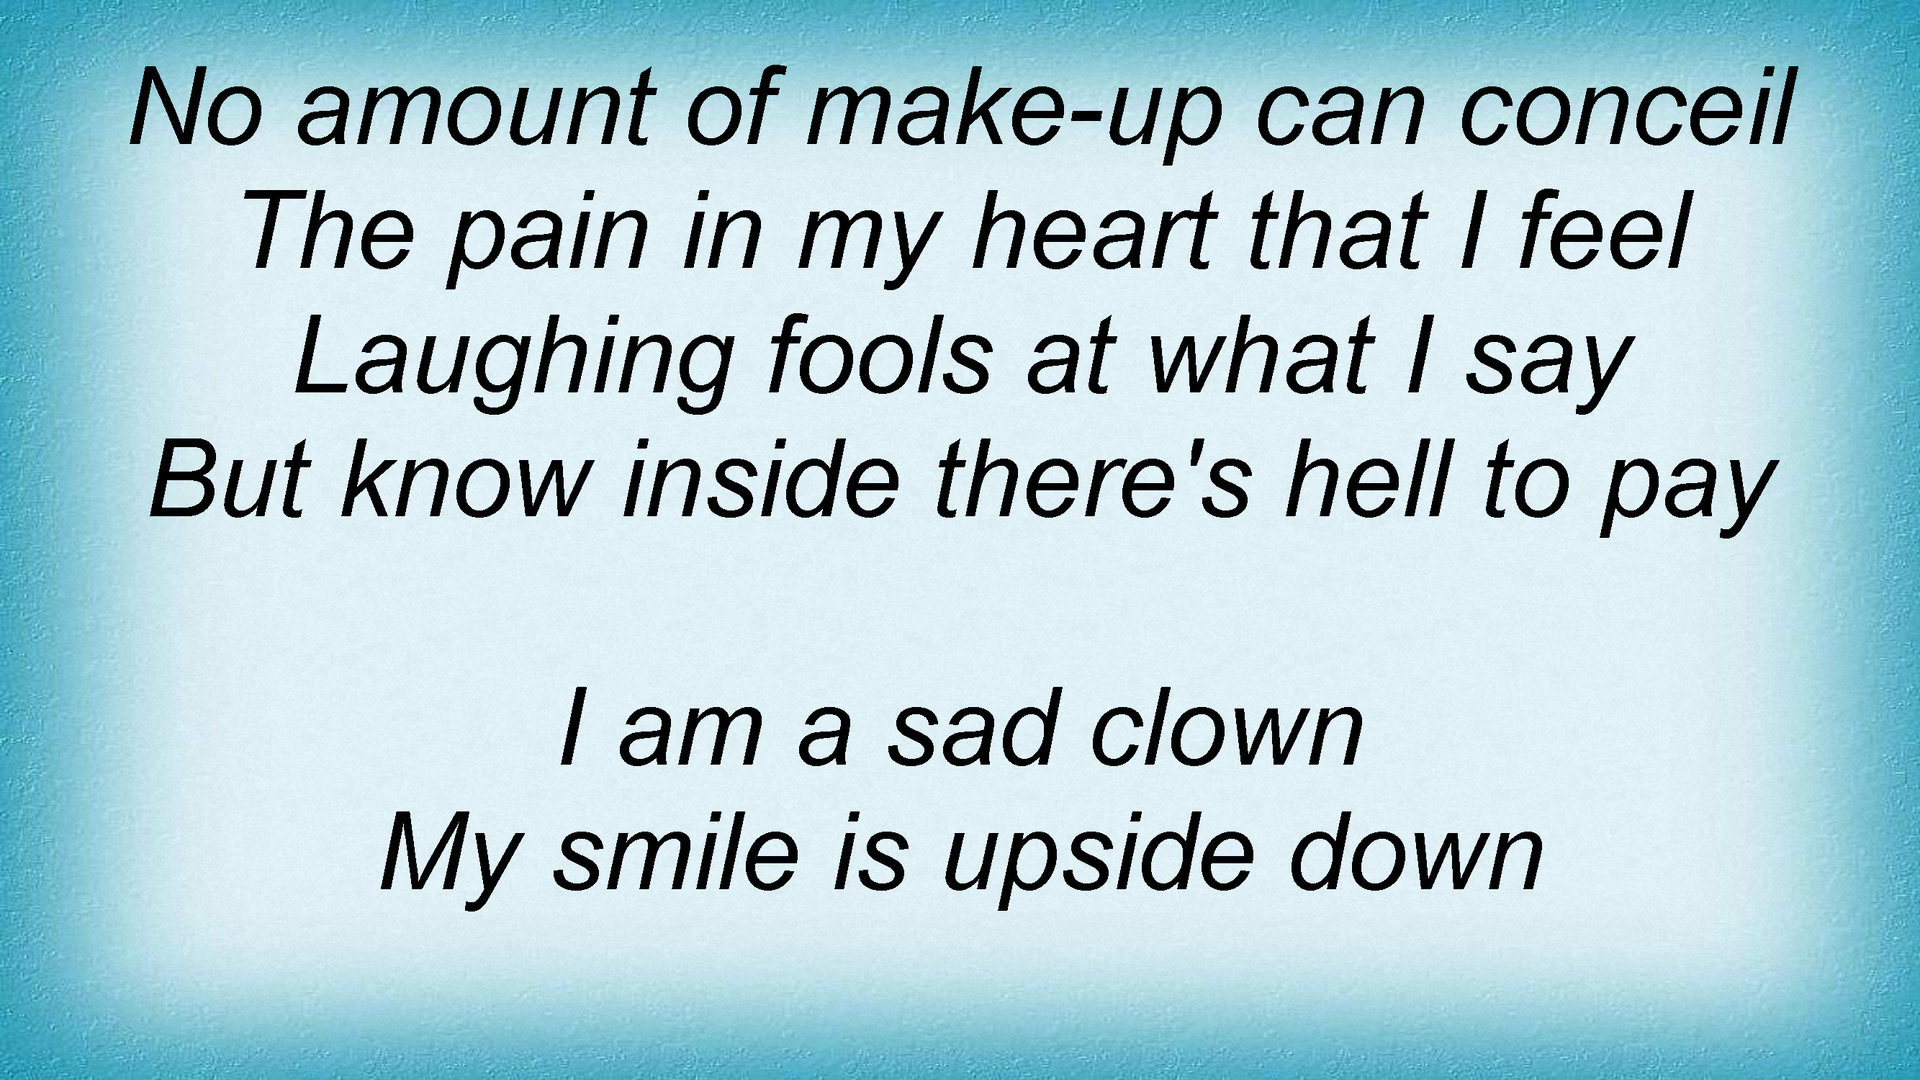 No amount of make-up can conceil
The pain in my heart that I feel
Laughing fools at what I say
But know inside there's hell to pay
I am a sad clown
My smile is upside down